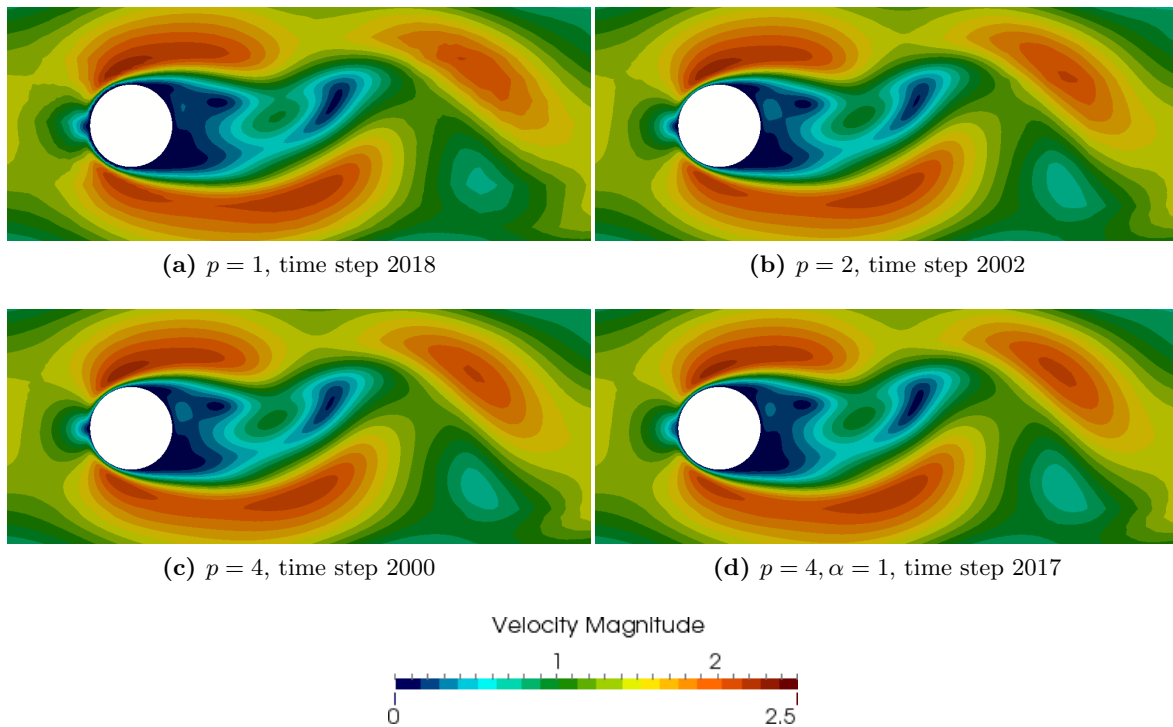 (a) p = 1, time step 2018
(b) p = 2, time step 2002
(c) p = 4, time step 2000
(d) p = 4, α = 1, time step 2017
Velocity Magnitude
1 2
0 2.5